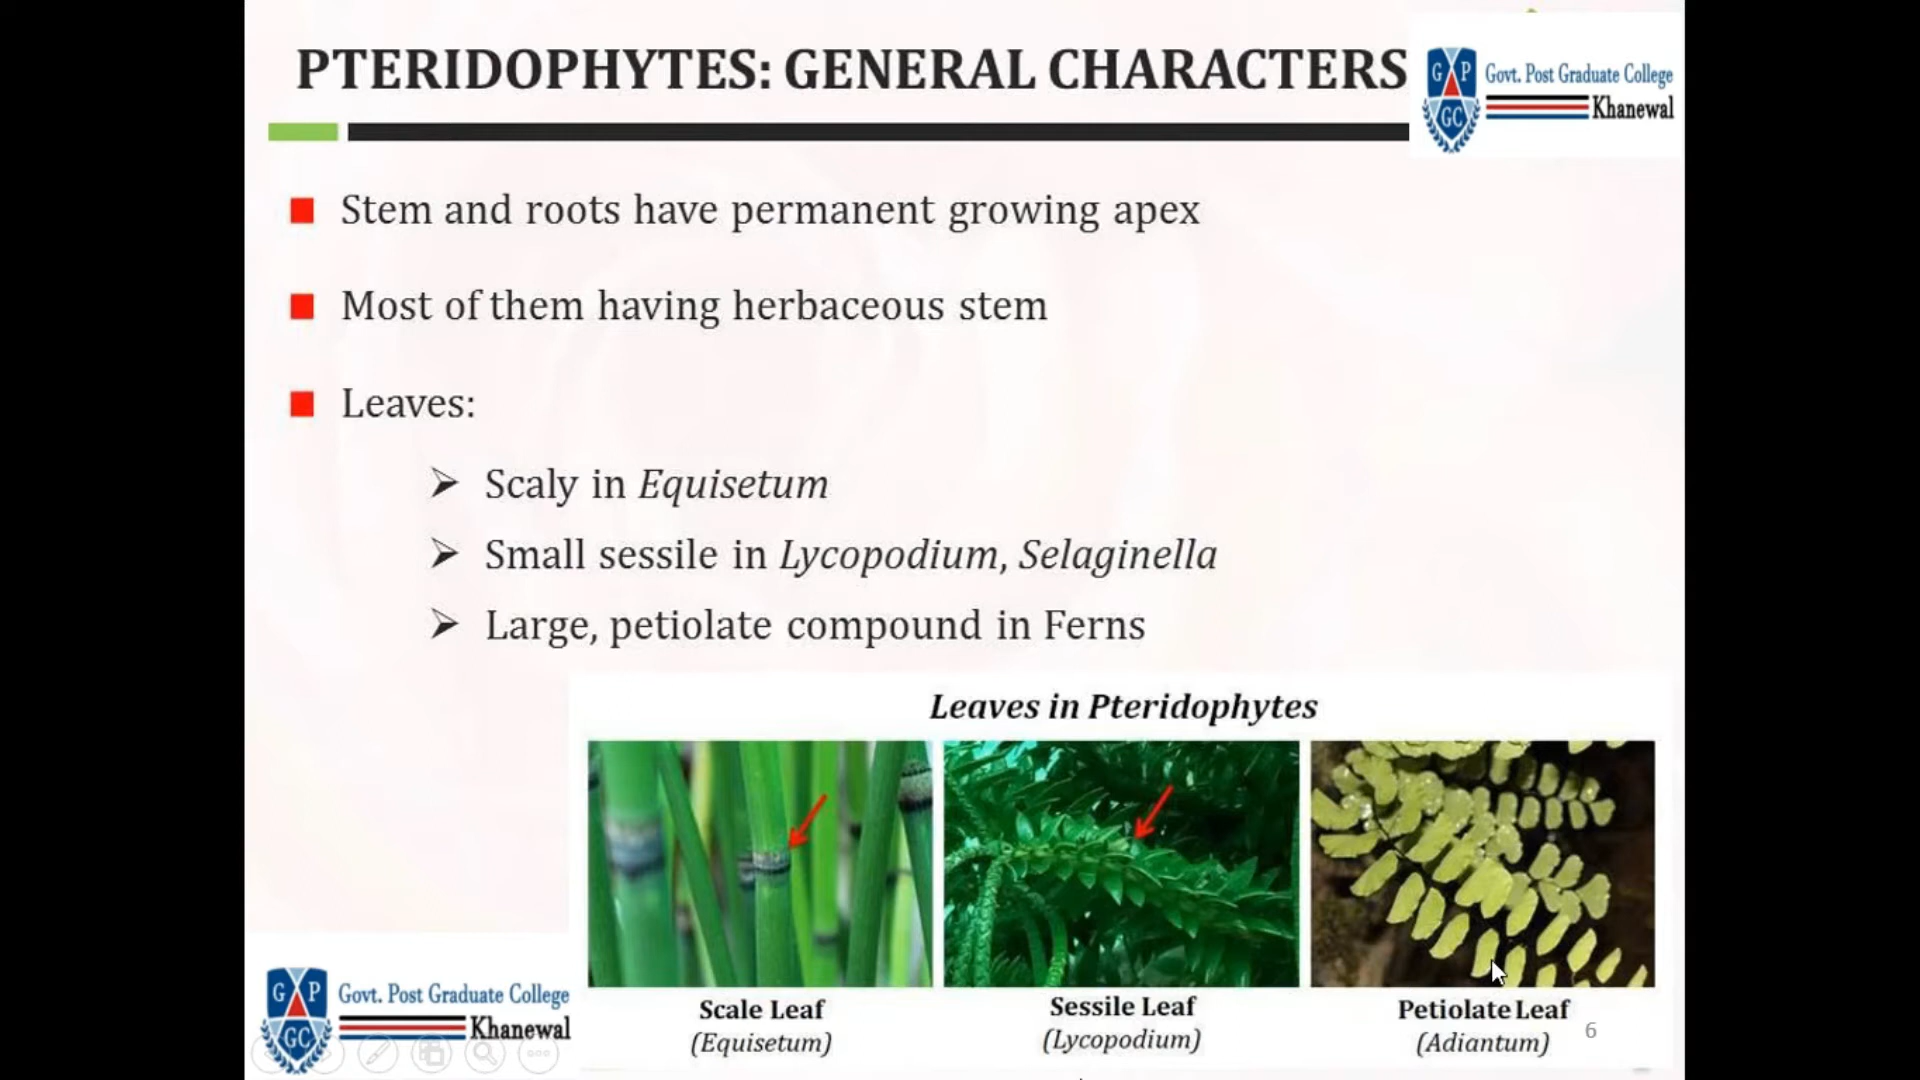 PTERIDOPHYTES: GENERAL CHARACTERS
G P
GC
Govt. Post Graduate College
Khanewal
Stem and roots have permanent growing apex
Most of them having herbaceous stem
Leaves:
Scaly in Equisetum
Small sessile in Lycopodium, Selaginella
Large, petiolate compound in Ferns
Leaves in Pteridophytes
Scale Leaf
(Equisetum)
Sessile Leaf
(Lycopodium)
Petiolate Leaf
(Adiantum)
6
G P
GC
Govt. Post Graduate College
Khanewal